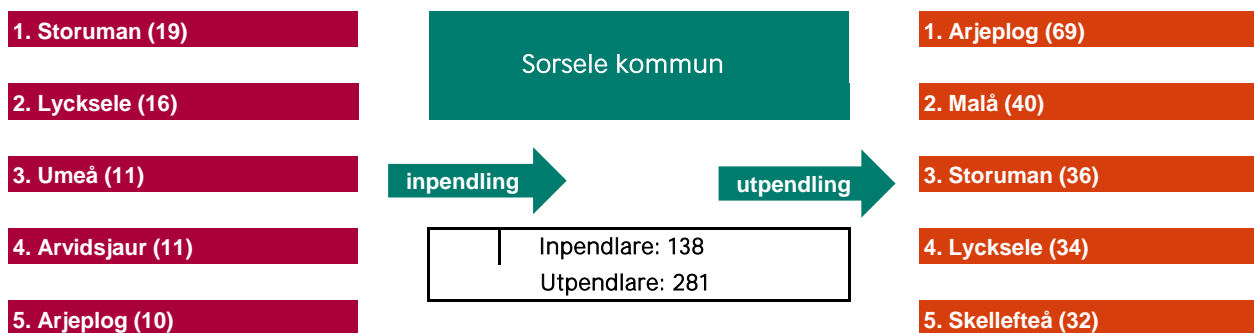 1. Storuman (19)
2. Lycksele (16)
3. Umeå (11)
4. Arvidsjaur (11)
5. Arjeplog (10)
Sorsele kommun
inpendling
utpendling
Inpendlare: 138
Utpendlare: 281
1. Arjeplog (69)
2. Malå (40)
3. Storuman (36)
4. Lycksele (34)
5. Skellefteå (32)